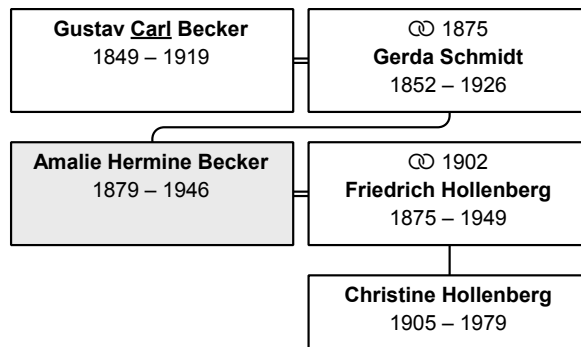 Gustav Carl Becker
1849 – 1919
⚭ 1875
Gerda Schmidt
1852 – 1926
Amalie Hermine Becker
1879 – 1946
⚭ 1902
Friedrich Hollenberg
1875 – 1949
Christine Hollenberg
1905 – 1979